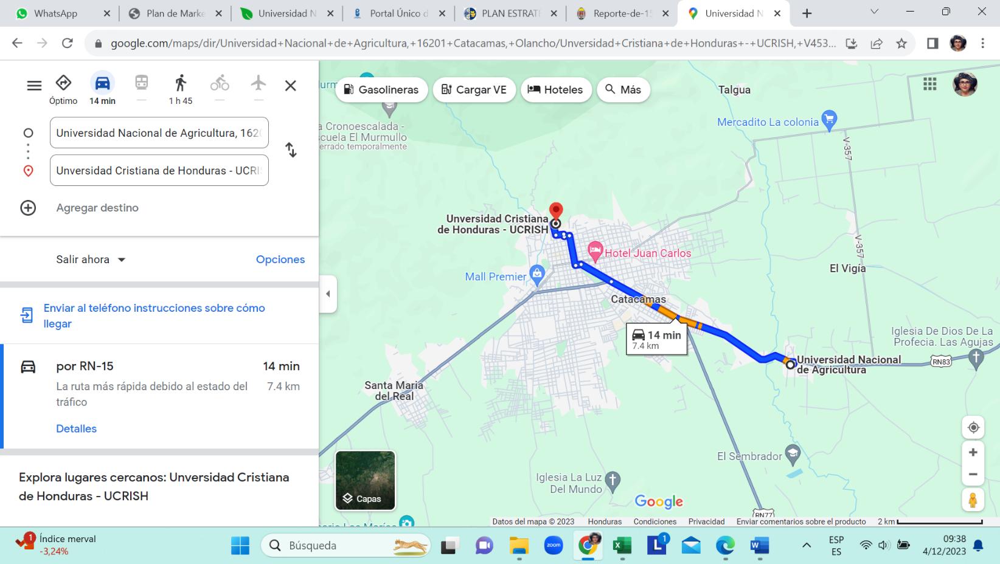 WhatsApp
Plan de Marke
Universidad N
Portal Único d
PLAN ESTRATÉ
Reporte-de-15
Universidad N
google.com/maps/dir/Universidad+Nacional+de+Agricultura,+16201+Catacamas,+Olancho/Unversidad+Cristiana+de+Honduras+-+UCRISH,+V453...
Óptimo
14 min
1 h 45
Universidad Nacional de Agricultura, 1620
Unversidad Cristiana de Honduras - UCRIS
Agregar destino
Salir ahora
Opciones
Enviar al teléfono instrucciones sobre cómo
llegar
por RN-15
14 min
La ruta más rápida debido al estado del
7.4 km
tráfico
Detalles
Explora lugares cercanos: Unversidad Cristiana
de Honduras - UCRISH
Gasolineras
Cargar VE
Hoteles
Más
Talgua
Mercadito La colonia
V-357
a Cronoescalada -
scuela El Murmullo
errado temporalmente
Unversidad Cristiana
de Honduras - UCRISH
Hotel Juan Carlos
V-357
El Vigía
Mall Premier
Catacamas
14 min
7.4 km
Iglesia De Dios De La
Profecia. Las Agujas
Universidad Nacional
de Agricultura
RN83
Santa María
del Real
El Sembrador
Iglesia La Luz
Del Mundo
Capas
Google
RN77
Datos del mapa © 2023
Honduras
Condiciones
Privacidad
Enviar comentarios sobre el producto
2 km
1
Índice merval
-3,24%
Búsqueda
zoom
L
1
ESP
ES
09:38
4/12/2023